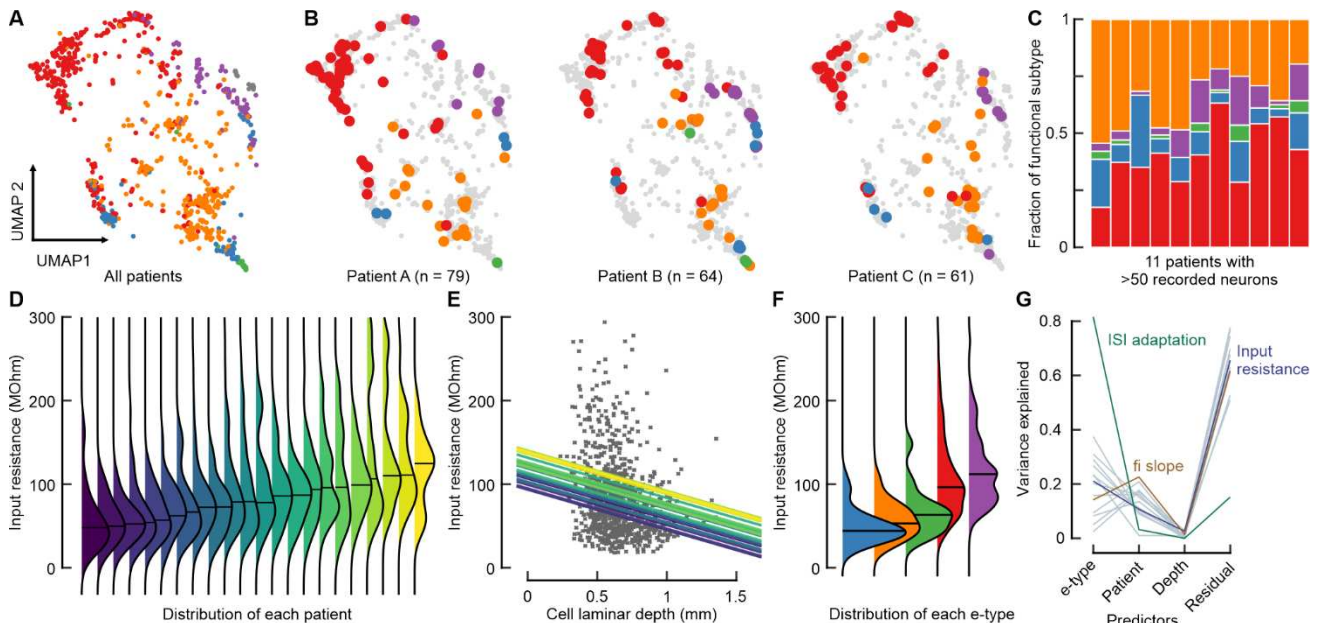 A
B
C
UMAP 2
UMAP1
All patients
Patient A (n = 79)
Patient B (n = 64)
Patient C (n = 61)
Fraction of functional subtype
1
0.5
0
11 patients with
>50 recorded neurons
D
E
F
G
Input resistance (MOhm)
300
200
100
0
Distribution of each patient
Input resistance (MOhm)
300
200
100
0
0
0.5
1.0
1.5
Cell laminar depth (mm)
Input resistance (MOhm)
300
200
100
0
Distribution of each e-type
Variance explained
0.8
0.6
0.4
0.2
0
ISI adaptation
Input
resistance
fi slope
e-type
Patient
Depth
Residual
Predictors